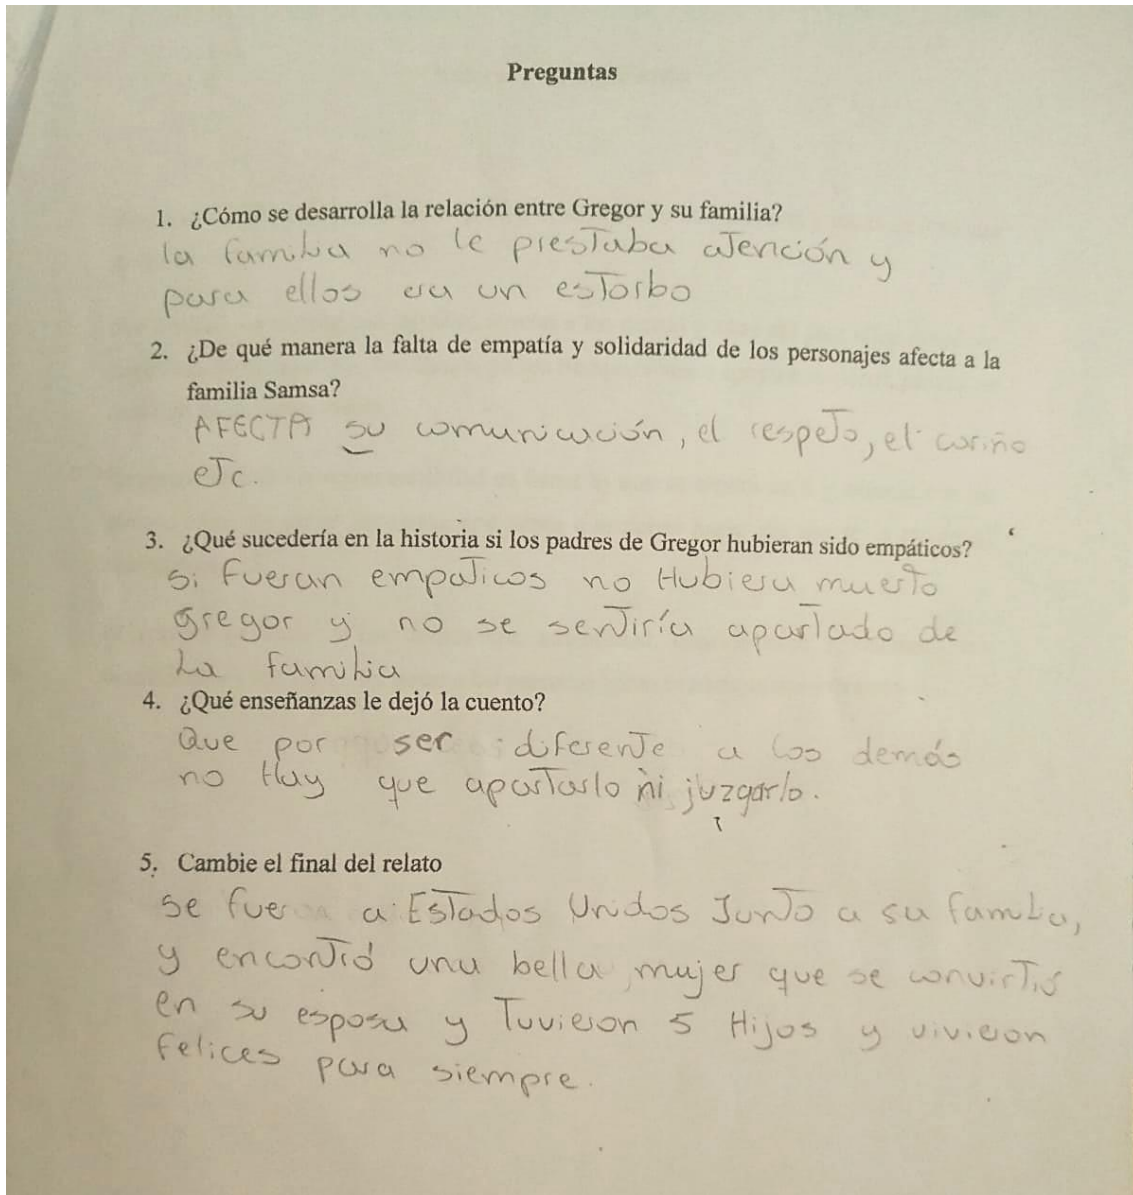 Preguntas
1. ¿Cómo se desarrolla la relación entre Gregor y su familia?
la familia no le prestaba atención y
para ellos era un estorbo
2. ¿De qué manera la falta de empatía y solidaridad de los personajes afecta a la
familia Samsa?
AFECTA su comunicación, el respeto, el cariño
etc.
3. ¿Qué sucedería en la historia si los padres de Gregor hubieran sido empáticos?
Si fueran empaticos no Hubiera muerto
gregor y no se sentiría apartado de
La familia
4. ¿Qué enseñanzas le dejó la cuento?
Que por ser diferente a los demás
no Hay que apartarlo ni juzgarlo.
5. Cambie el final del relato
se fue a Estados Unidos Junto a su familia,
y encontró una bella mujer que se convirtió
en su esposa y Tuvieron 5 Hijos y vivieron
felices para siempre.